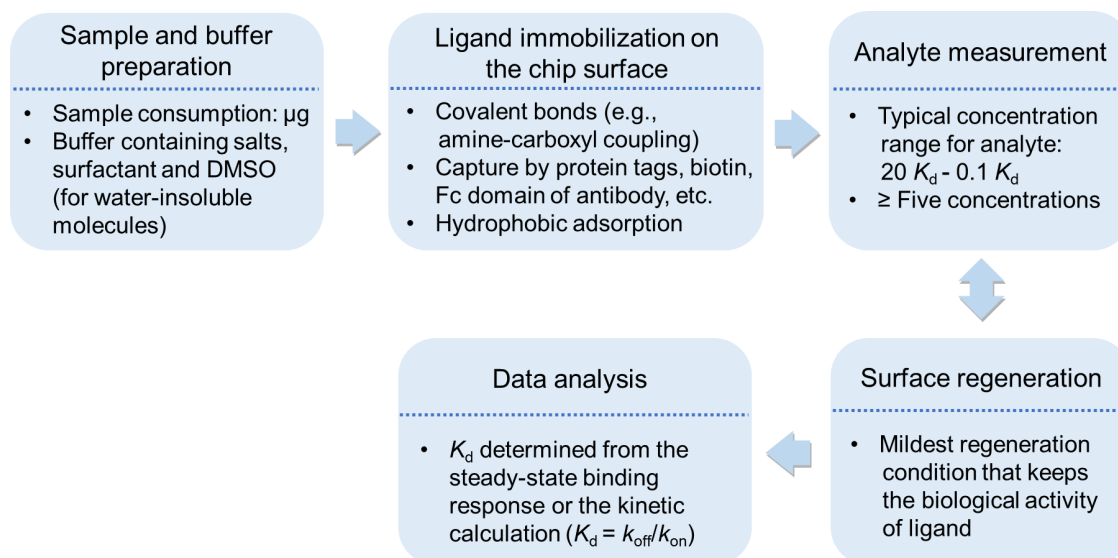 Sample and buffer
preparation
• Sample consumption: µg
• Buffer containing salts,
surfactant and DMSO
(for water-insoluble
molecules)
Ligand immobilization on
the chip surface
• Covalent bonds (e.g.,
amine-carboxyl coupling)
• Capture by protein tags, biotin,
Fc domain of antibody, etc.
• Hydrophobic adsorption
Analyte measurement
• Typical concentration
range for analyte:
20 Kd - 0.1 Kd
• ≥ Five concentrations
Surface regeneration
• Mildest regeneration
condition that keeps
the biological activity
of ligand
Data analysis
• Kd determined from the
steady-state binding
response or the kinetic
calculation (Kd = koff/kon)